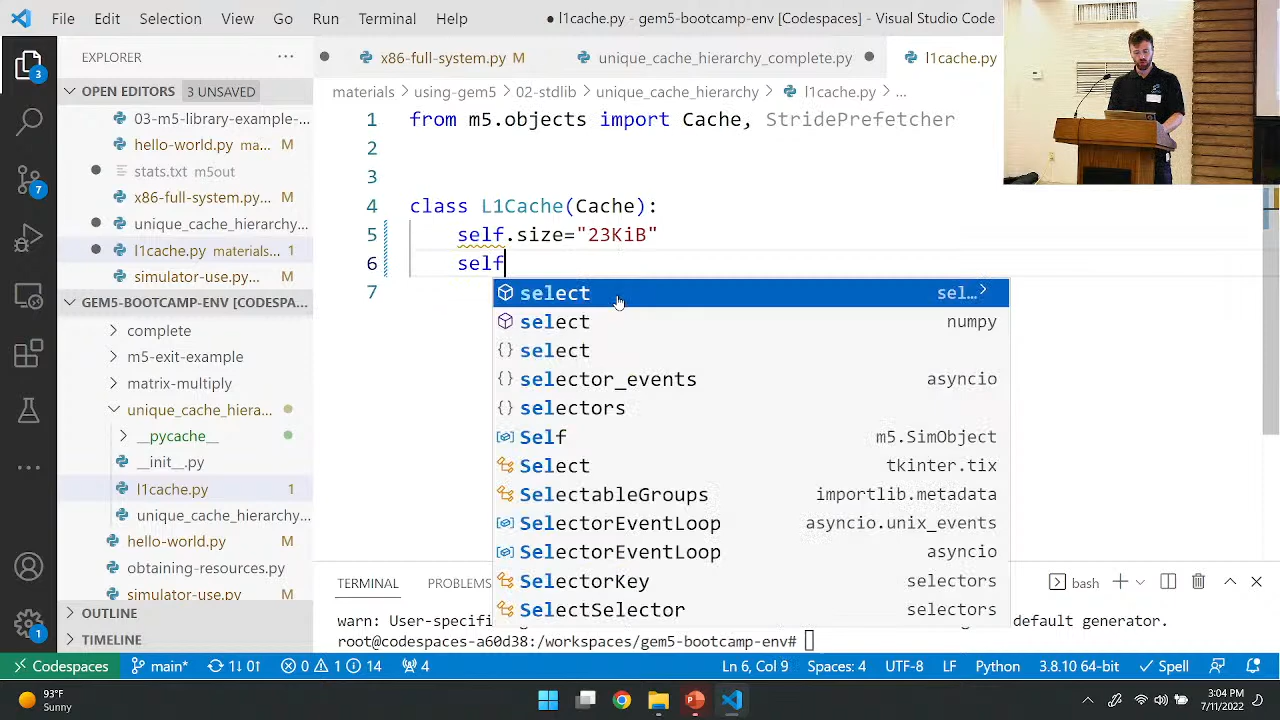 File Edit Selection View Go Run Terminal Help
● l1cache.py - gem5-bootcamp-env [Codespaces] - Visual Studio Code
EXPLORER
x86-full-system.py M
unique_cache_hierarchy_complete.py
l1cache.py
OPEN EDITORS 3 UNSAVED
03-m5-library-example-...
hello-world.py ma... M
stats.txt m5out
x86-full-system.py... M
unique_cache_hierarchy...
l1cache.py materials... 1
simulator-use.py...
GEM5-BOOTCAMP-ENV [CODESPA...
complete
m5-exit-example
matrix-multiply
unique_cache_hiera...
__pycache__
__init__.py
l1cache.py 1
unique_cache_hierarchy...
hello-world.py M
obtaining-resources.py
simulator-use.py M
OUTLINE
TIMELINE
materials > using-gem5 > 02-stdlib > unique_cache_hierarchy > l1cache.py > ...
1 from m5.objects import Cache, StridePrefetcher
2
3
4 class L1Cache(Cache):
5 self.size="23KiB"
6 self
7
select sel...
select numpy
select
selector_events asyncio
selectors
Self m5.SimObject
Select tkinter.tix
SelectableGroups importlib.metadata
SelectorEventLoop asyncio.unix_events
SelectorEventLoop asyncio
SelectorKey selectors
SelectSelector selectors
TERMINAL PROBLEMS
bash
warn: User-specifi
default generator.
root@codespaces-a60d38:/workspaces/gem5-bootcamp-env#
3
7
1
Codespaces main* 1↓ 0↑ 0 1 14 4
Ln 6, Col 9 Spaces: 4 UTF-8 LF Python 3.8.10 64-bit Spell
93°F
Sunny
3:04 PM
7/11/2022